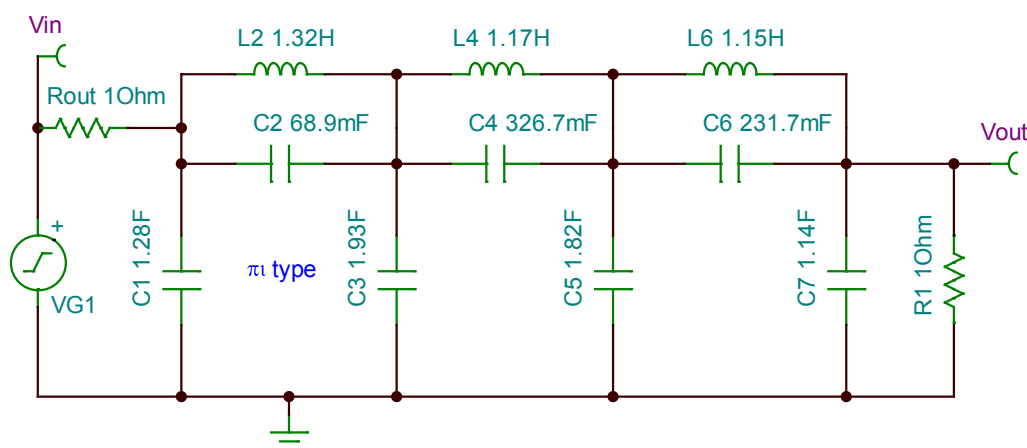 Vin
L2 1.32H
L4 1.17H
L6 1.15H
Rout 1Ohm
C2 68.9mF
C4 326.7mF
C6 231.7mF
Vout
+
VG1
C1 1.28F
πι type
C3 1.93F
C5 1.82F
C7 1.14F
R1 1Ohm